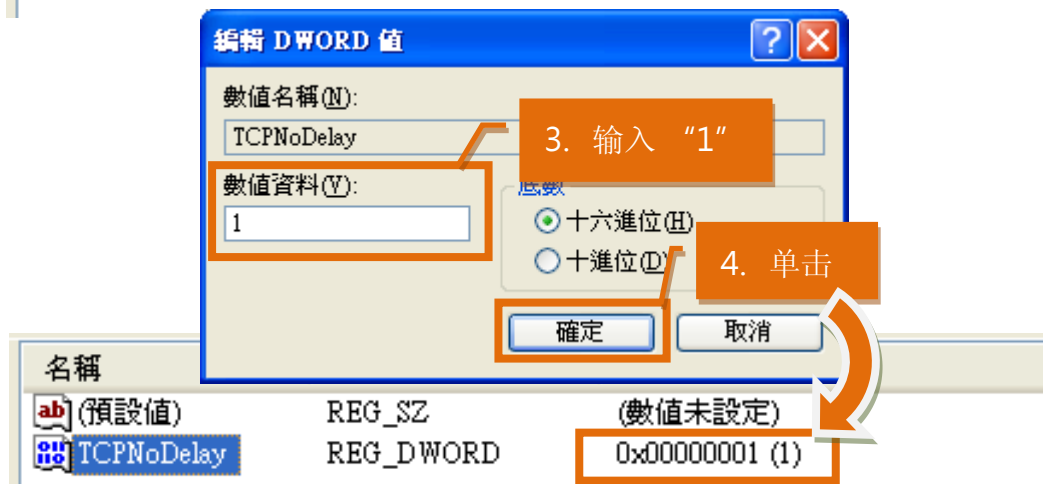 編輯 DWORD 值
數值名稱(N):
TCPNoDelay
3. 输入 “1”
數值資料(V):
1
底數
十六進位(H)
十進位(D)
4. 单击
確定
取消
名稱
(預設值) REG_SZ (數值未設定)
TCPNoDelay REG_DWORD 0x00000001 (1)